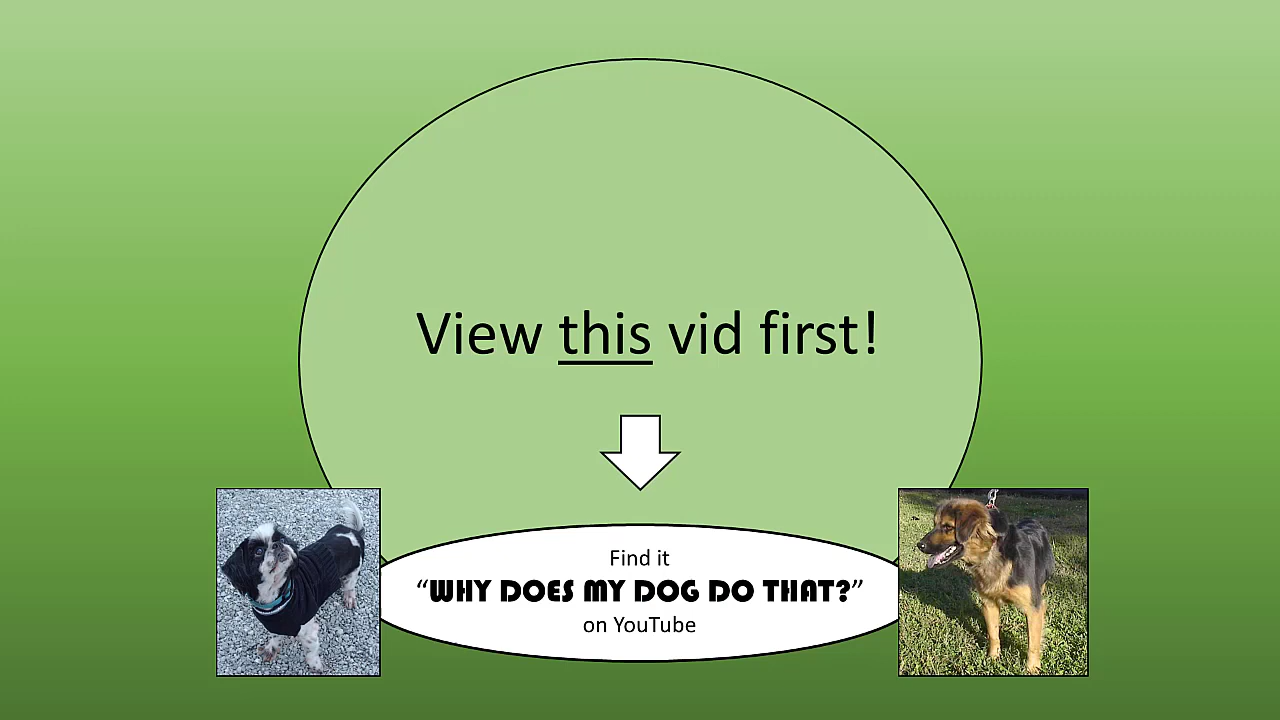 View this vid first!
Find it
“WHY DOES MY DOG DO THAT?”
on YouTube